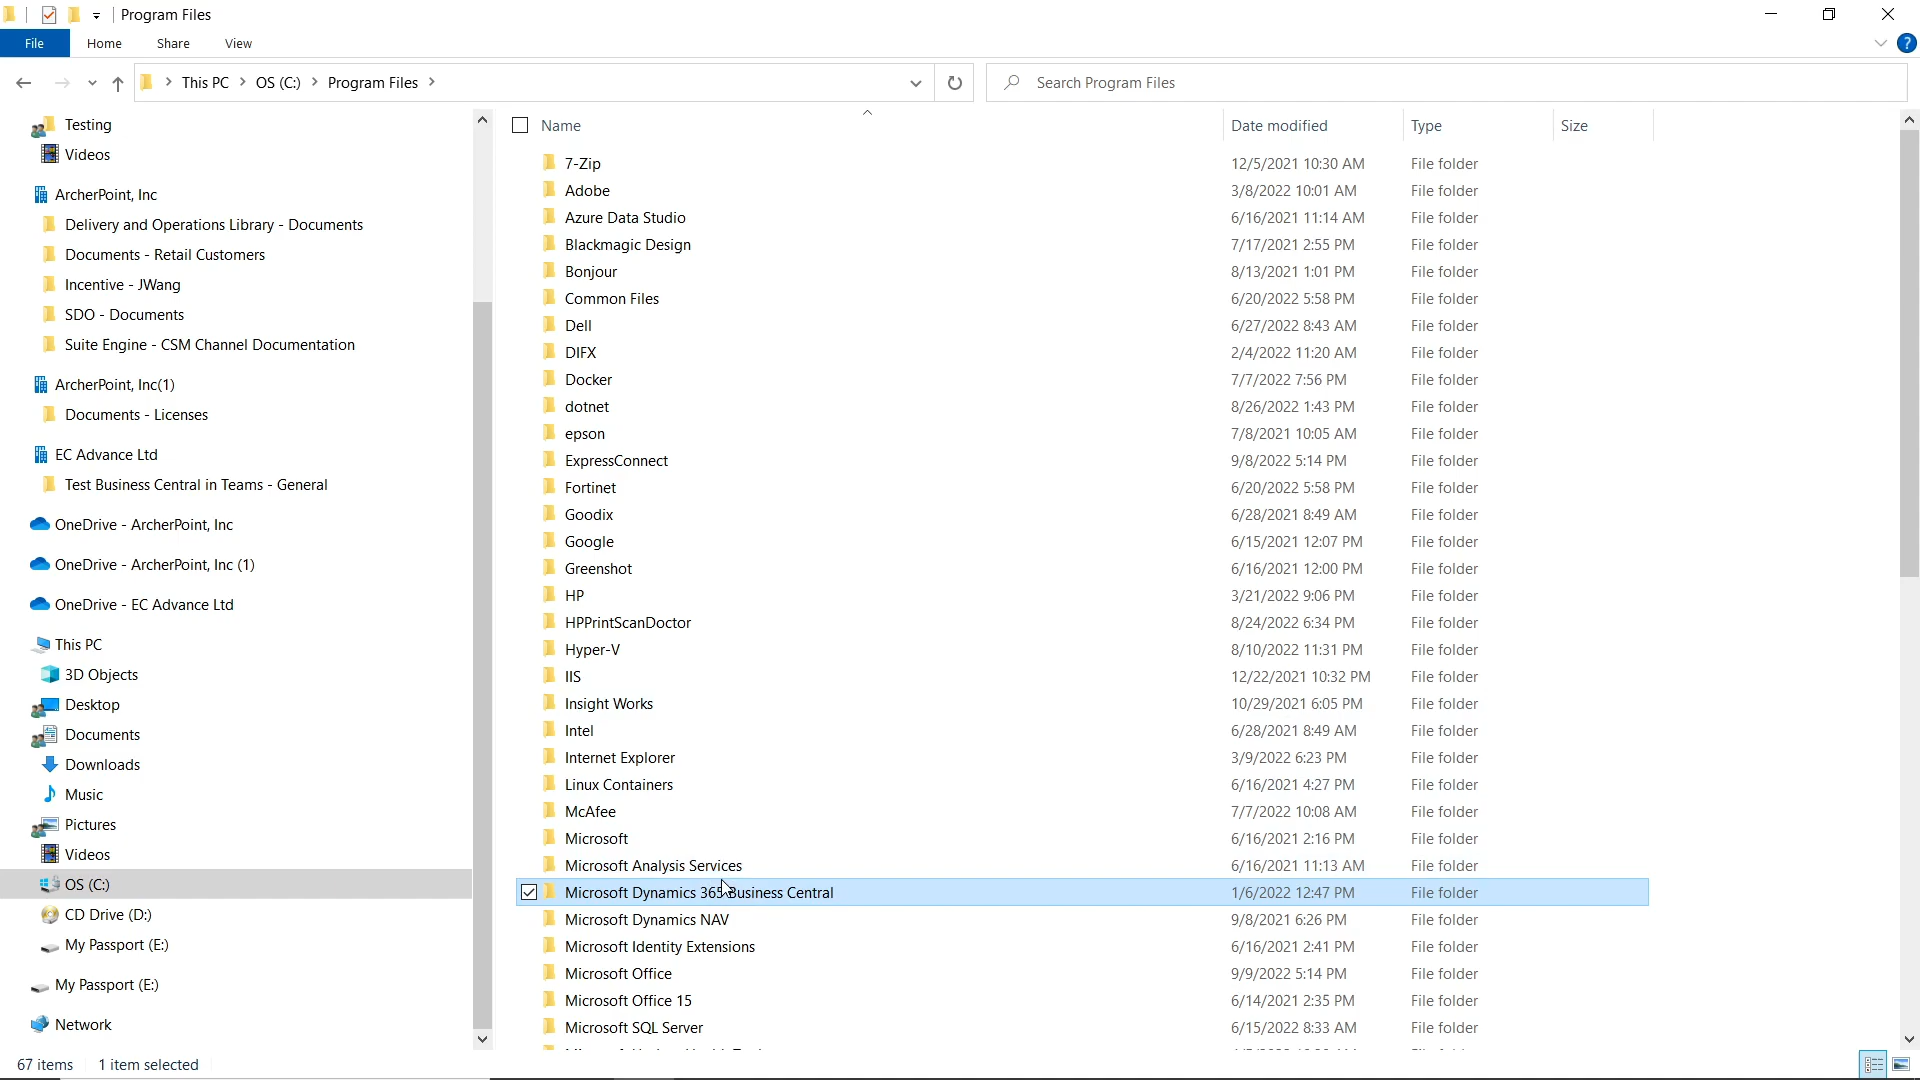 Program Files
File Home Share View ?
This PC OS (C:) Program Files
Search Program Files
Testing
Videos
ArcherPoint, Inc
Delivery and Operations Library - Documents
Documents - Retail Customers
Incentive - JWang
SDO - Documents
Suite Engine - CSM Channel Documentation
ArcherPoint, Inc(1)
Documents - Licenses
EC Advance Ltd
Test Business Central in Teams - General
OneDrive - ArcherPoint, Inc
OneDrive - ArcherPoint, Inc (1)
OneDrive - EC Advance Ltd
This PC
3D Objects
Desktop
Documents
Downloads
Music
Pictures
Videos
OS (C:)
CD Drive (D:)
My Passport (E:)
My Passport (E:)
Network
Name Date modified Type Size
7-Zip 12/5/2021 10:30 AM File folder
Adobe 3/8/2022 10:01 AM File folder
Azure Data Studio 6/16/2021 11:14 AM File folder
Blackmagic Design 7/17/2021 2:55 PM File folder
Bonjour 8/13/2021 1:01 PM File folder
Common Files 6/20/2022 5:58 PM File folder
Dell 6/27/2022 8:43 AM File folder
DIFX 2/4/2022 11:20 AM File folder
Docker 7/7/2022 7:56 PM File folder
dotnet 8/26/2022 1:43 PM File folder
epson 7/8/2021 10:05 AM File folder
ExpressConnect 9/8/2022 5:14 PM File folder
Fortinet 6/20/2022 5:58 PM File folder
Goodix 6/28/2021 8:49 AM File folder
Google 6/15/2021 12:07 PM File folder
Greenshot 6/16/2021 12:00 PM File folder
HP 3/21/2022 9:06 PM File folder
HPPrintScanDoctor 8/24/2022 6:34 PM File folder
Hyper-V 8/10/2022 11:31 PM File folder
IIS 12/22/2021 10:32 PM File folder
Insight Works 10/29/2021 6:05 PM File folder
Intel 6/28/2021 8:49 AM File folder
Internet Explorer 3/9/2022 6:23 PM File folder
Linux Containers 6/16/2021 4:27 PM File folder
McAfee 7/7/2022 10:08 AM File folder
Microsoft 6/16/2021 2:16 PM File folder
Microsoft Analysis Services 6/16/2021 11:13 AM File folder
Microsoft Dynamics 365 Business Central 1/6/2022 12:47 PM File folder
Microsoft Dynamics NAV 9/8/2021 6:26 PM File folder
Microsoft Identity Extensions 6/16/2021 2:41 PM File folder
Microsoft Office 9/9/2022 5:14 PM File folder
Microsoft Office 15 6/14/2021 2:35 PM File folder
Microsoft SQL Server 6/15/2022 8:33 AM File folder
67 items 1 item selected